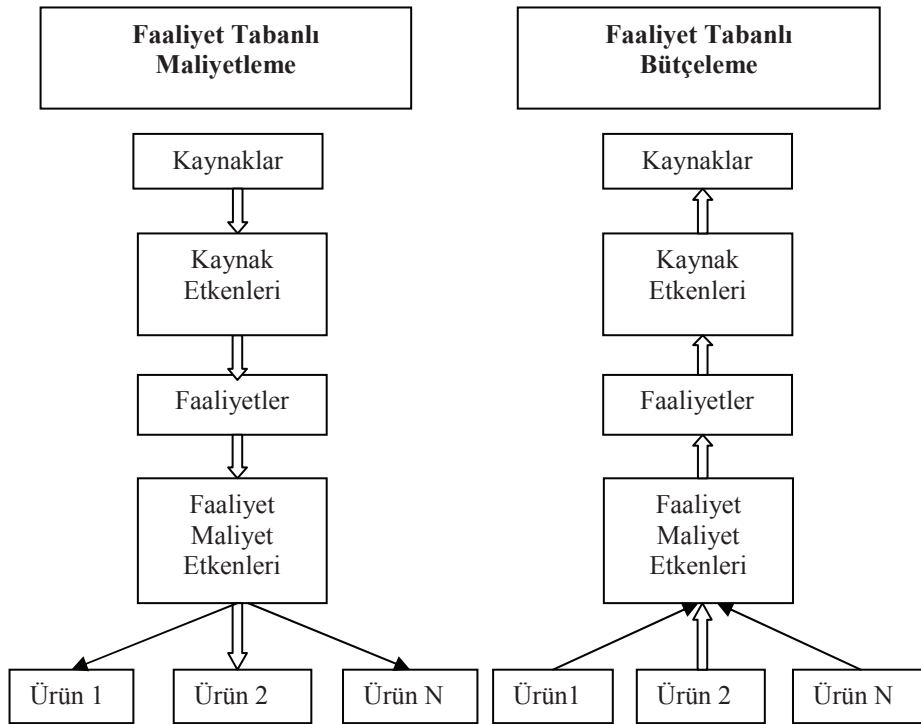 Faaliyet Tabanlı
Maliyetleme
Kaynaklar
Kaynak
Etkenleri
Faaliyetler
Faaliyet
Maliyet
Etkenleri
Ürün 1
Ürün 2
Ürün N
Faaliyet Tabanlı
Bütçeleme
Kaynaklar
Kaynak
Etkenleri
Faaliyetler
Faaliyet
Maliyet
Etkenleri
Ürün1
Ürün 2
Ürün N